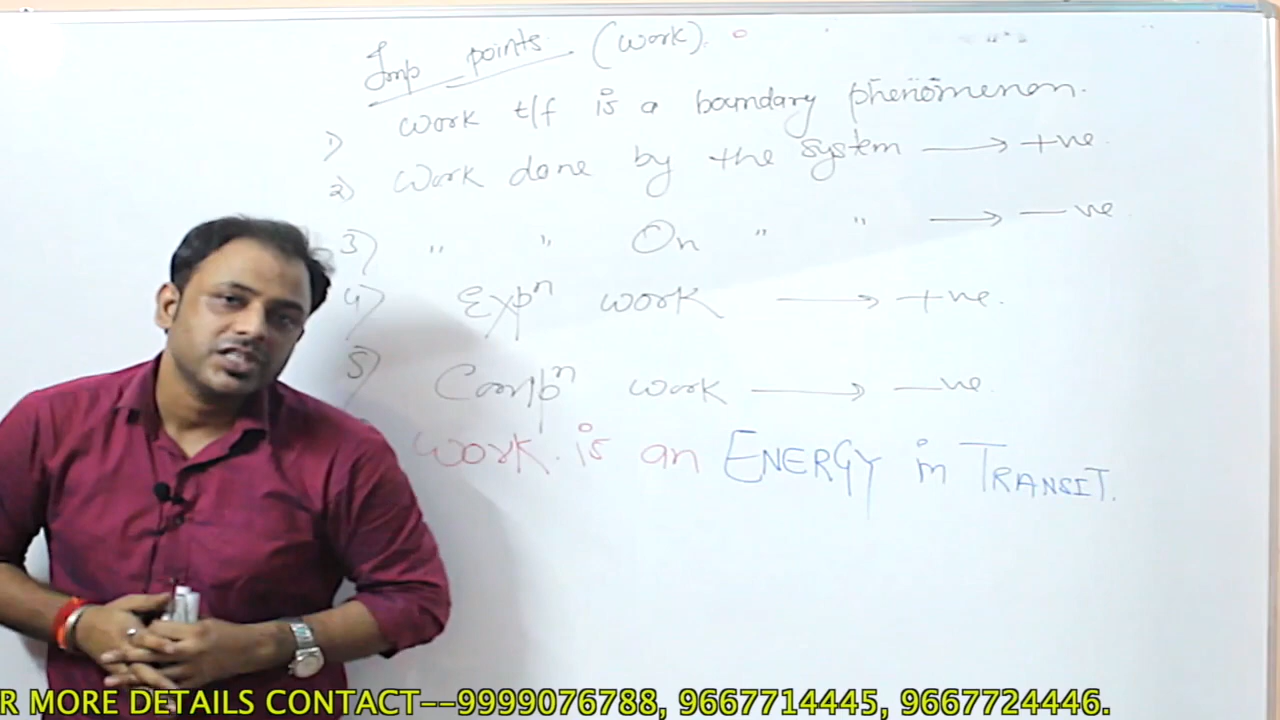 Imp points (work).
1) Work t/f is a boundary phenomenon.
2) Work done by the system → +ve.
3) " " On " " → -ve
4) Expⁿ work → +ve.
5) Compⁿ work → -ve.
work is an ENERGY in TRANSIT.
R MORE DETAILS CONTACT--9999076788, 9667714445, 9667724446.